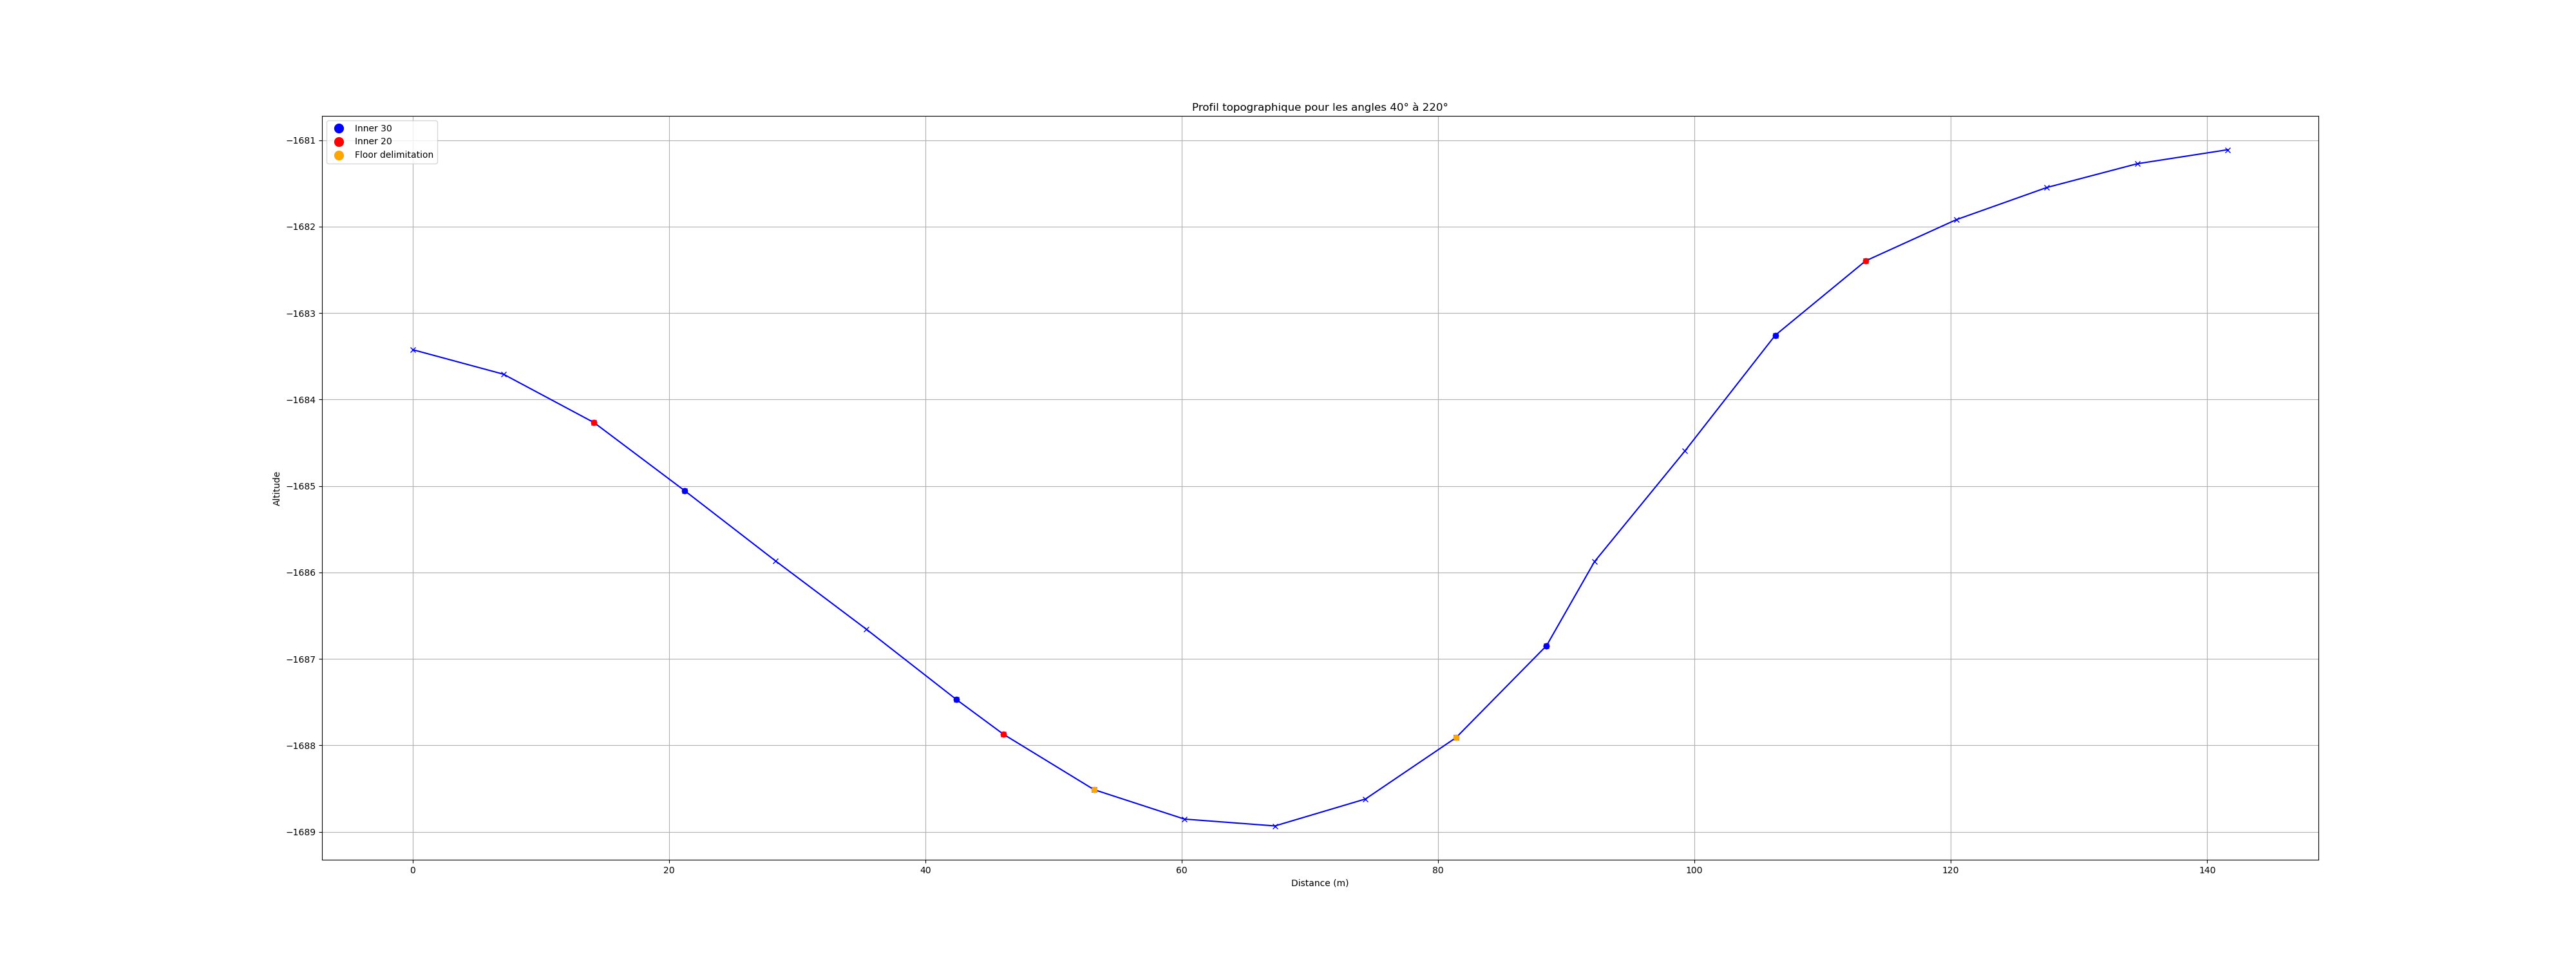 Profil topographique pour les angles 40° à 220°
Inner 30
Inner 20
Floor delimitation
−1681
−1682
−1683
−1684
−1685
−1686
−1687
−1688
−1689
Altitude
0 20 40 60 80 100 120 140
Distance (m)